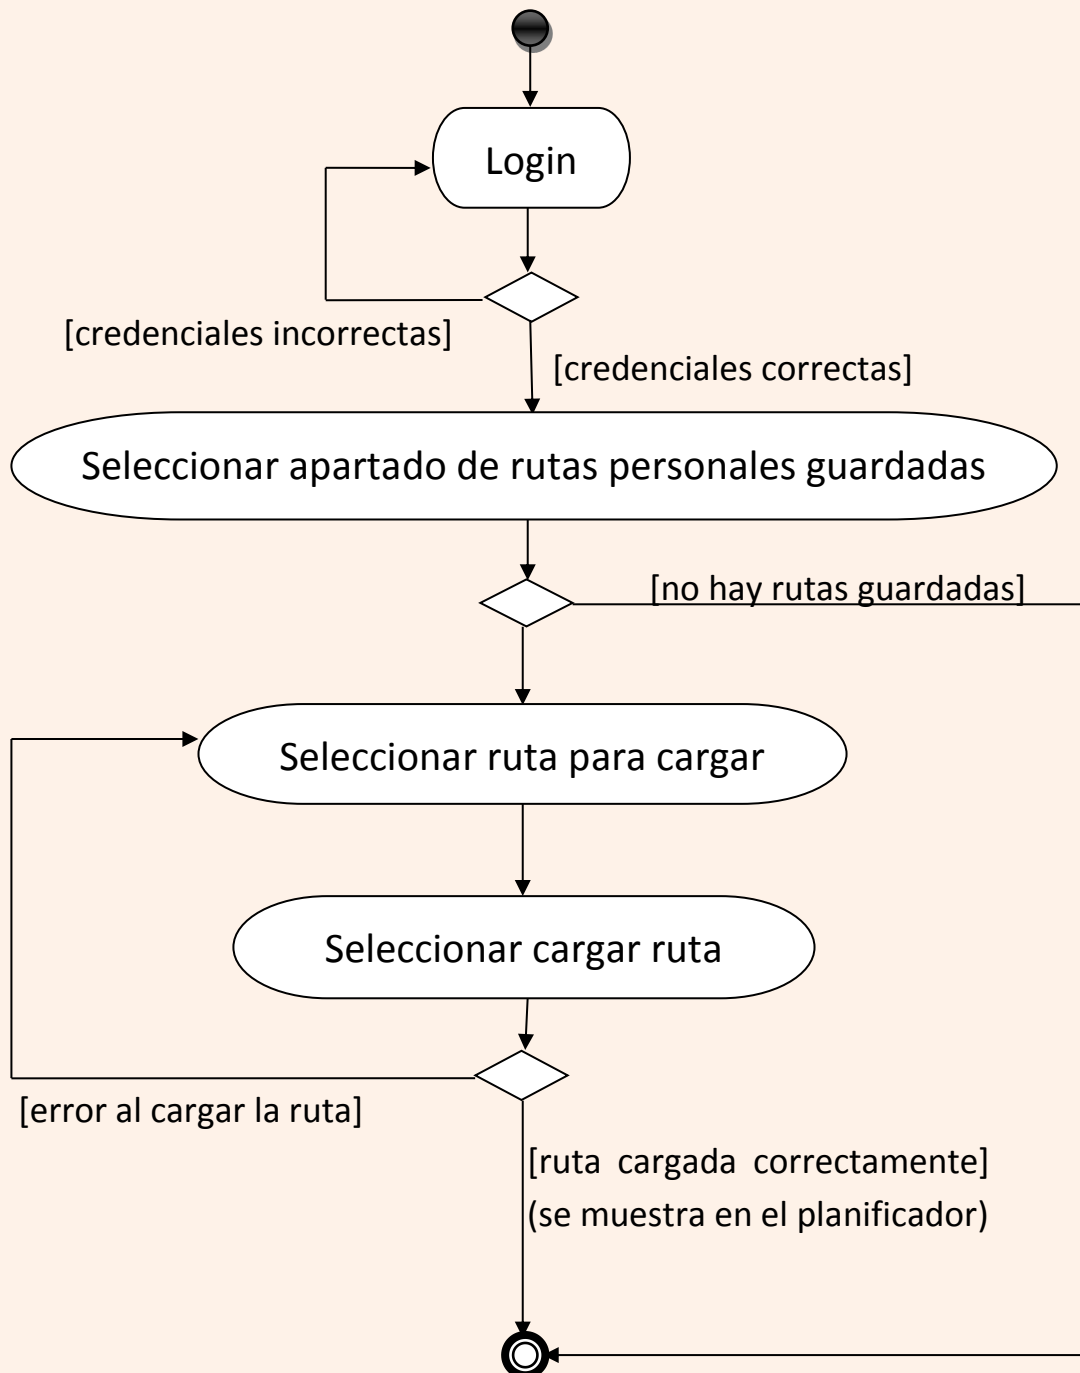 Login
[credenciales incorrectas]
[credenciales correctas]
Seleccionar apartado de rutas personales guardadas
[no hay rutas guardadas]
Seleccionar ruta para cargar
Seleccionar cargar ruta
[error al cargar la ruta]
[ruta cargada correctamente]
(se muestra en el planificador)